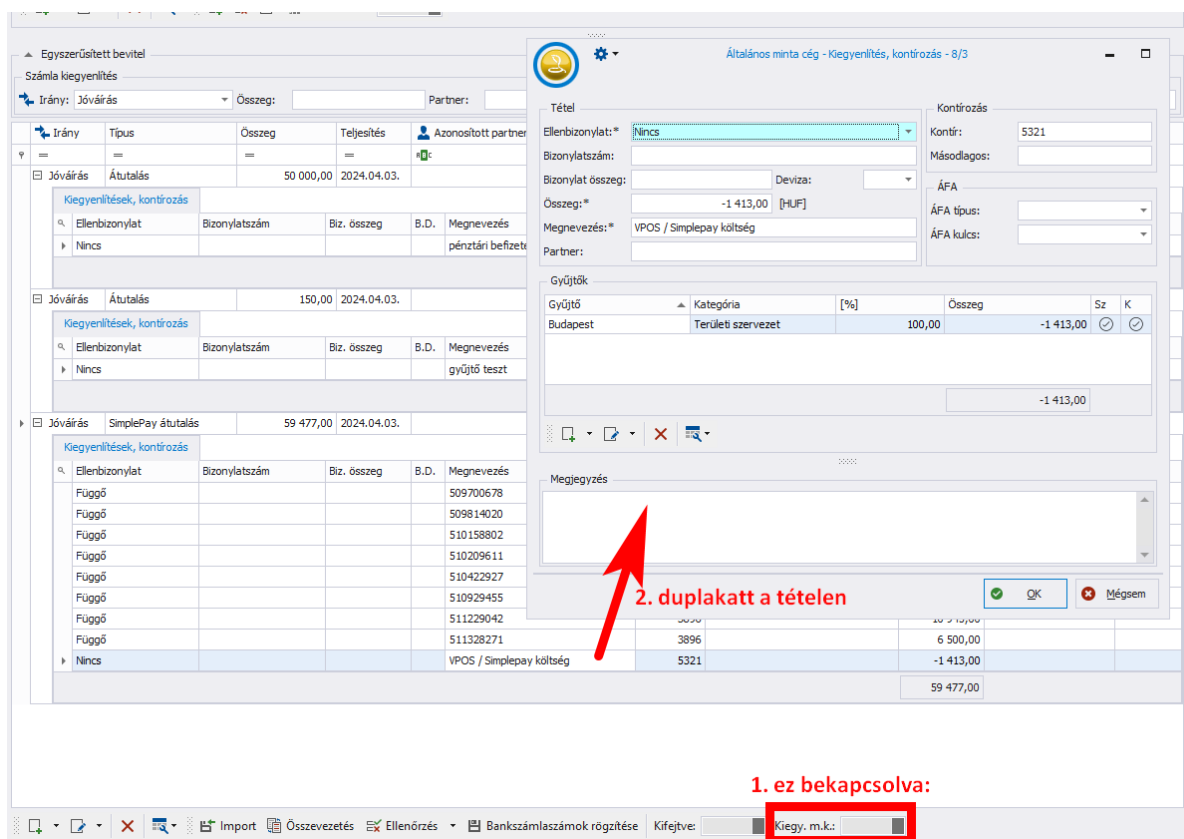 Egyszerűsített bevitel
Számla kiegyenlítés
Irány: Jóváírás Összeg: Partner:
Irány Típus Összeg Teljesítés Azonosított partner
= = = = ABC
Jóváírás Átutalás 50 000,00 2024.04.03.
Kiegyenlítések, kontírozás
Ellenbizonylat Bizonylatszám Biz. összeg B.D. Megnevezés
Nincs pénztári befizeté
Jóváírás Átutalás 150,00 2024.04.03.
Kiegyenlítések, kontírozás
Ellenbizonylat Bizonylatszám Biz. összeg B.D. Megnevezés
Nincs gyűjtő teszt
Jóváírás SimplePay átutalás 59 477,00 2024.04.03.
Kiegyenlítések, kontírozás
Ellenbizonylat Bizonylatszám Biz. összeg B.D. Megnevezés
Függő 509700678
Függő 509814020
Függő 510158802
Függő 510209611
Függő 510422927
Függő 510929455
Függő 511229042
Függő 511328271 3896 6 500,00
Nincs VPOS / Simplepay költség 5321 -1 413,00
59 477,00
Általános minta cég - Kiegyenlítés, kontírozás - 8/3
Tétel
Ellenbizonylat:* Nincs
Bizonylatszám:
Bizonylat összeg: Deviza:
Összeg:* -1 413,00 [HUF]
Megnevezés:* VPOS / Simplepay költség
Partner:
Kontírozás
Kontír: 5321
Másodlagos:
ÁFA
ÁFA típus:
ÁFA kulcs:
Gyűjtők
Gyűjtő Kategória [%] Összeg Sz K
Budapest Területi szervezet 100,00 -1 413,00
-1 413,00
Megjegyzés
OK Mégsem
2. duplakatt a tételen
1. ez bekapcsolva:
Import Összevezetés Ellenőrzés Bankszámlaszámok rögzítése Kifejtve: Kiegy. m.k.: